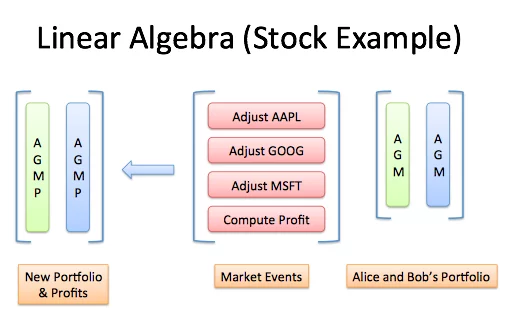 Linear Algebra (Stock Example)
A
G
M
P
A
G
M
P
Adjust AAPL
Adjust GOOG
Adjust MSFT
Compute Profit
A
G
M
A
G
M
New Portfolio
& Profits
Market Events
Alice and Bob's Portfolio